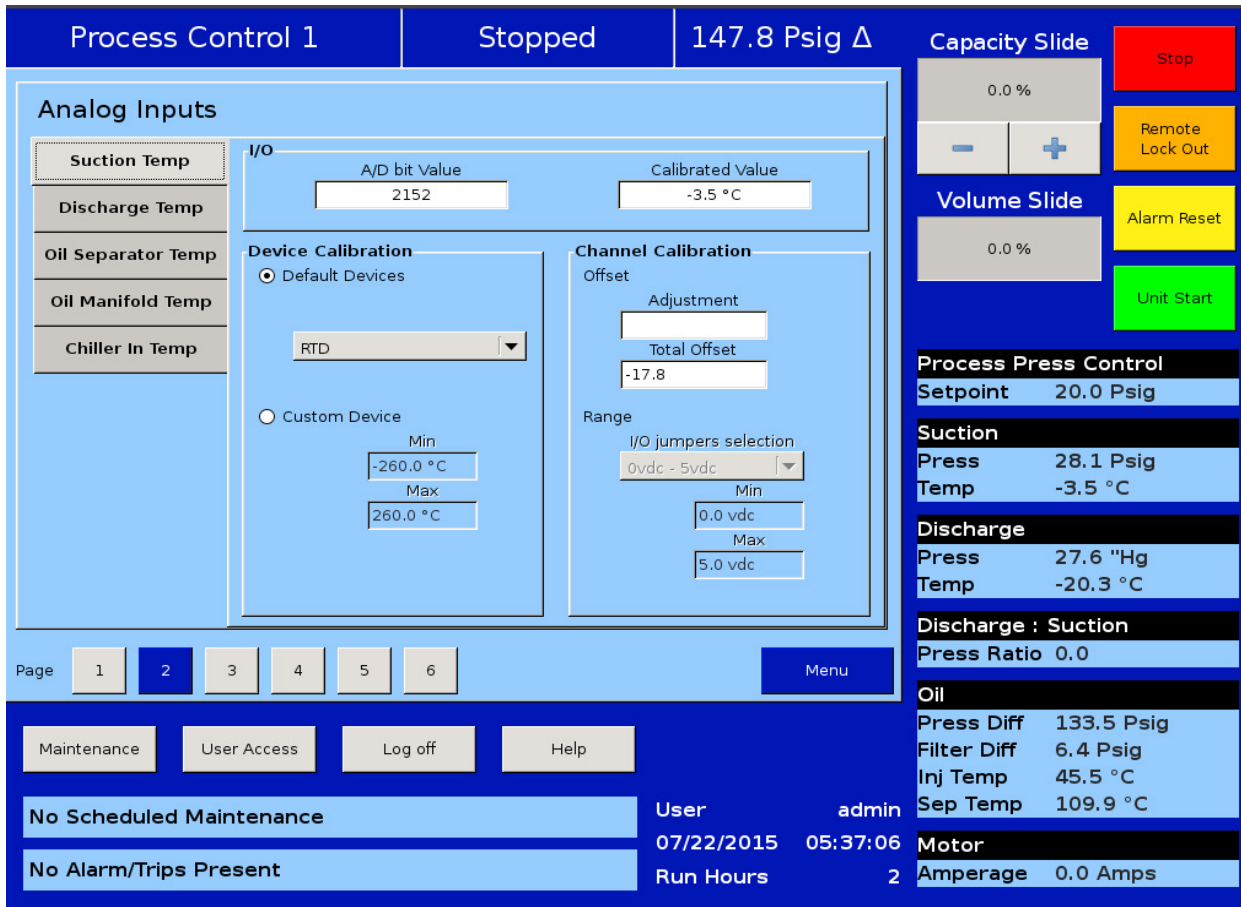 Process Control 1
Stopped
147.8 Psig Δ
Analog Inputs
Suction Temp
Discharge Temp
Oil Separator Temp
Oil Manifold Temp
Chiller In Temp
I/O
A/D bit Value
2152
Calibrated Value
-3.5 °C
Device Calibration
Default Devices
RTD
Custom Device
Min
-260.0 °C
Max
260.0 °C
Channel Calibration
Offset
Adjustment
Total Offset
-17.8
Range
I/O jumpers selection
0vdc - 5vdc
Min
0.0 vdc
Max
5.0 vdc
Page 1 2 3 4 5 6
Menu
Maintenance
User Access
Log off
Help
No Scheduled Maintenance
No Alarm/Trips Present
User admin
07/22/2015 05:37:06
Run Hours 2
Capacity Slide
0.0 %
Volume Slide
0.0 %
Stop
Remote
Lock Out
Alarm Reset
Unit Start
Process Press Control
Setpoint 20.0 Psig
Suction
Press 28.1 Psig
Temp -3.5 °C
Discharge
Press 27.6 "Hg
Temp -20.3 °C
Discharge : Suction
Press Ratio 0.0
Oil
Press Diff 133.5 Psig
Filter Diff 6.4 Psig
Inj Temp 45.5 °C
Sep Temp 109.9 °C
Motor
Amperage 0.0 Amps